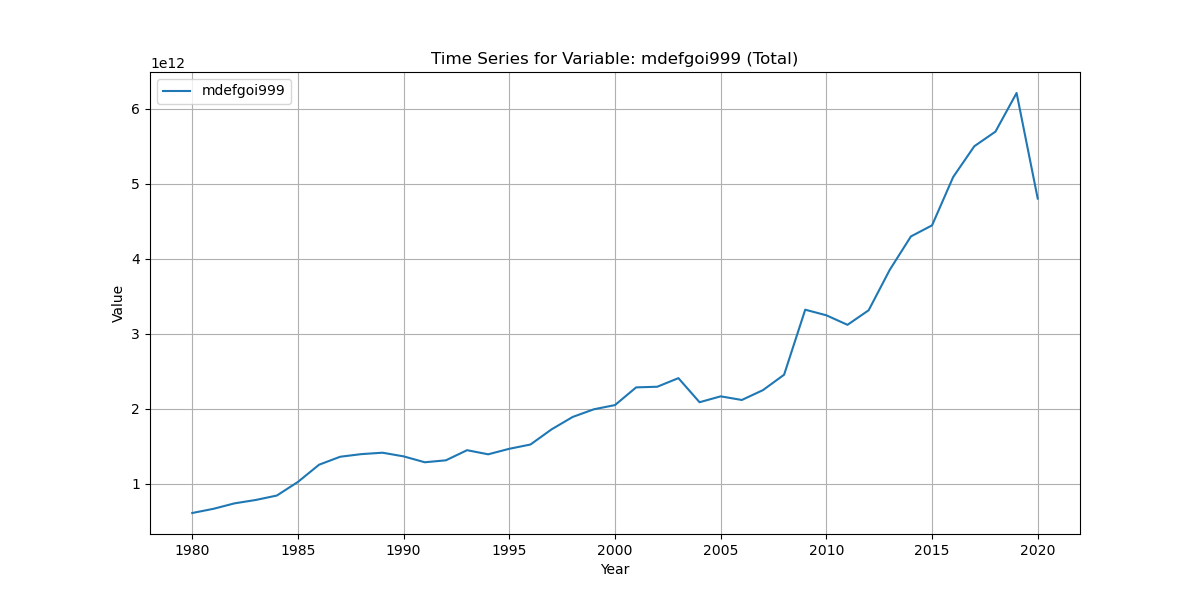 Time Series for Variable: mdefgoi999 (Total)
1e12
mdefgoi999
6
5
4
3
2
1
Value
1980 1985 1990 1995 2000 2005 2010 2015 2020
Year